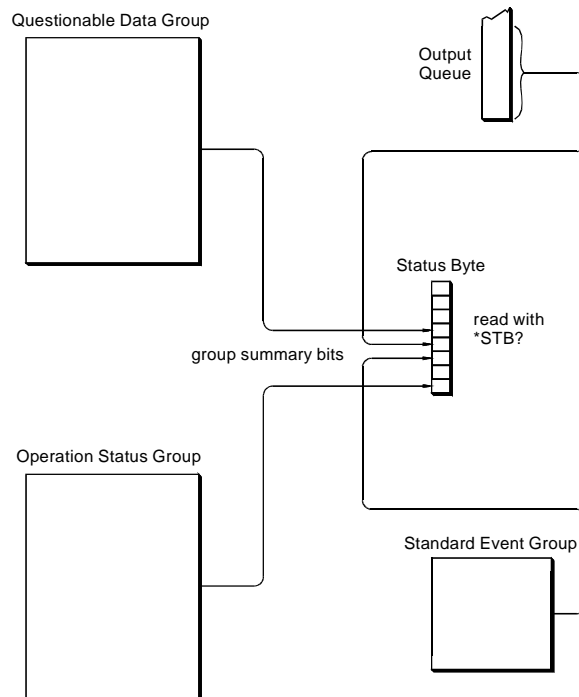 Questionable Data Group
Output
Queue
Status Byte
read with
*STB?
group summary bits
Operation Status Group
Standard Event Group